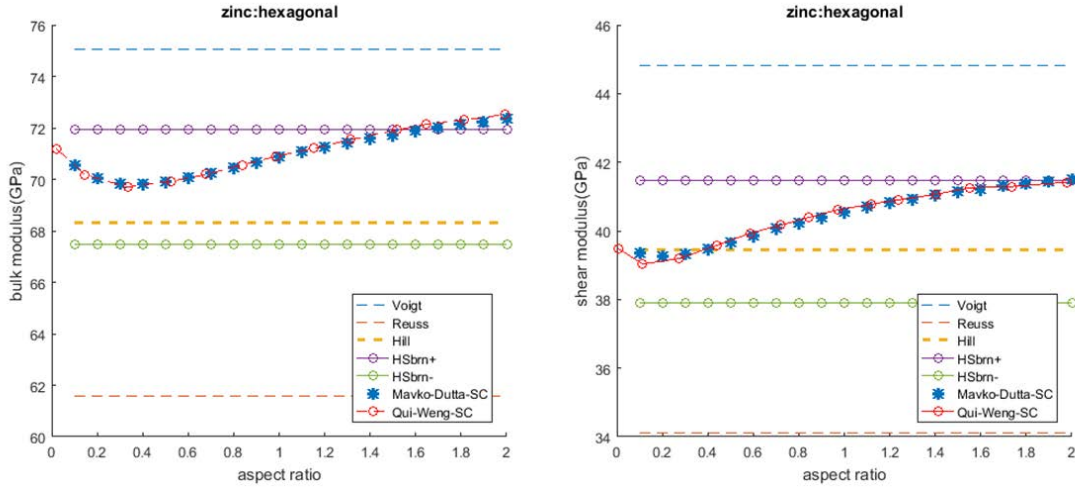 zinc:hexagonal
76
74
72
70
68
66
64
62
60
bulk modulus(GPa)
0 0.2 0.4 0.6 0.8 1 1.2 1.4 1.6 1.8 2
aspect ratio
Voigt
Reuss
Hill
HSbrn+
HSbrn-
Mavko-Dutta-SC
Qui-Weng-SC
zinc:hexagonal
46
44
42
40
38
36
34
shear modulus(GPa)
0 0.2 0.4 0.6 0.8 1 1.2 1.4 1.6 1.8 2
aspect ratio
Voigt
Reuss
Hill
HSbrn+
HSbrn-
Mavko-Dutta-SC
Qui-Weng-SC